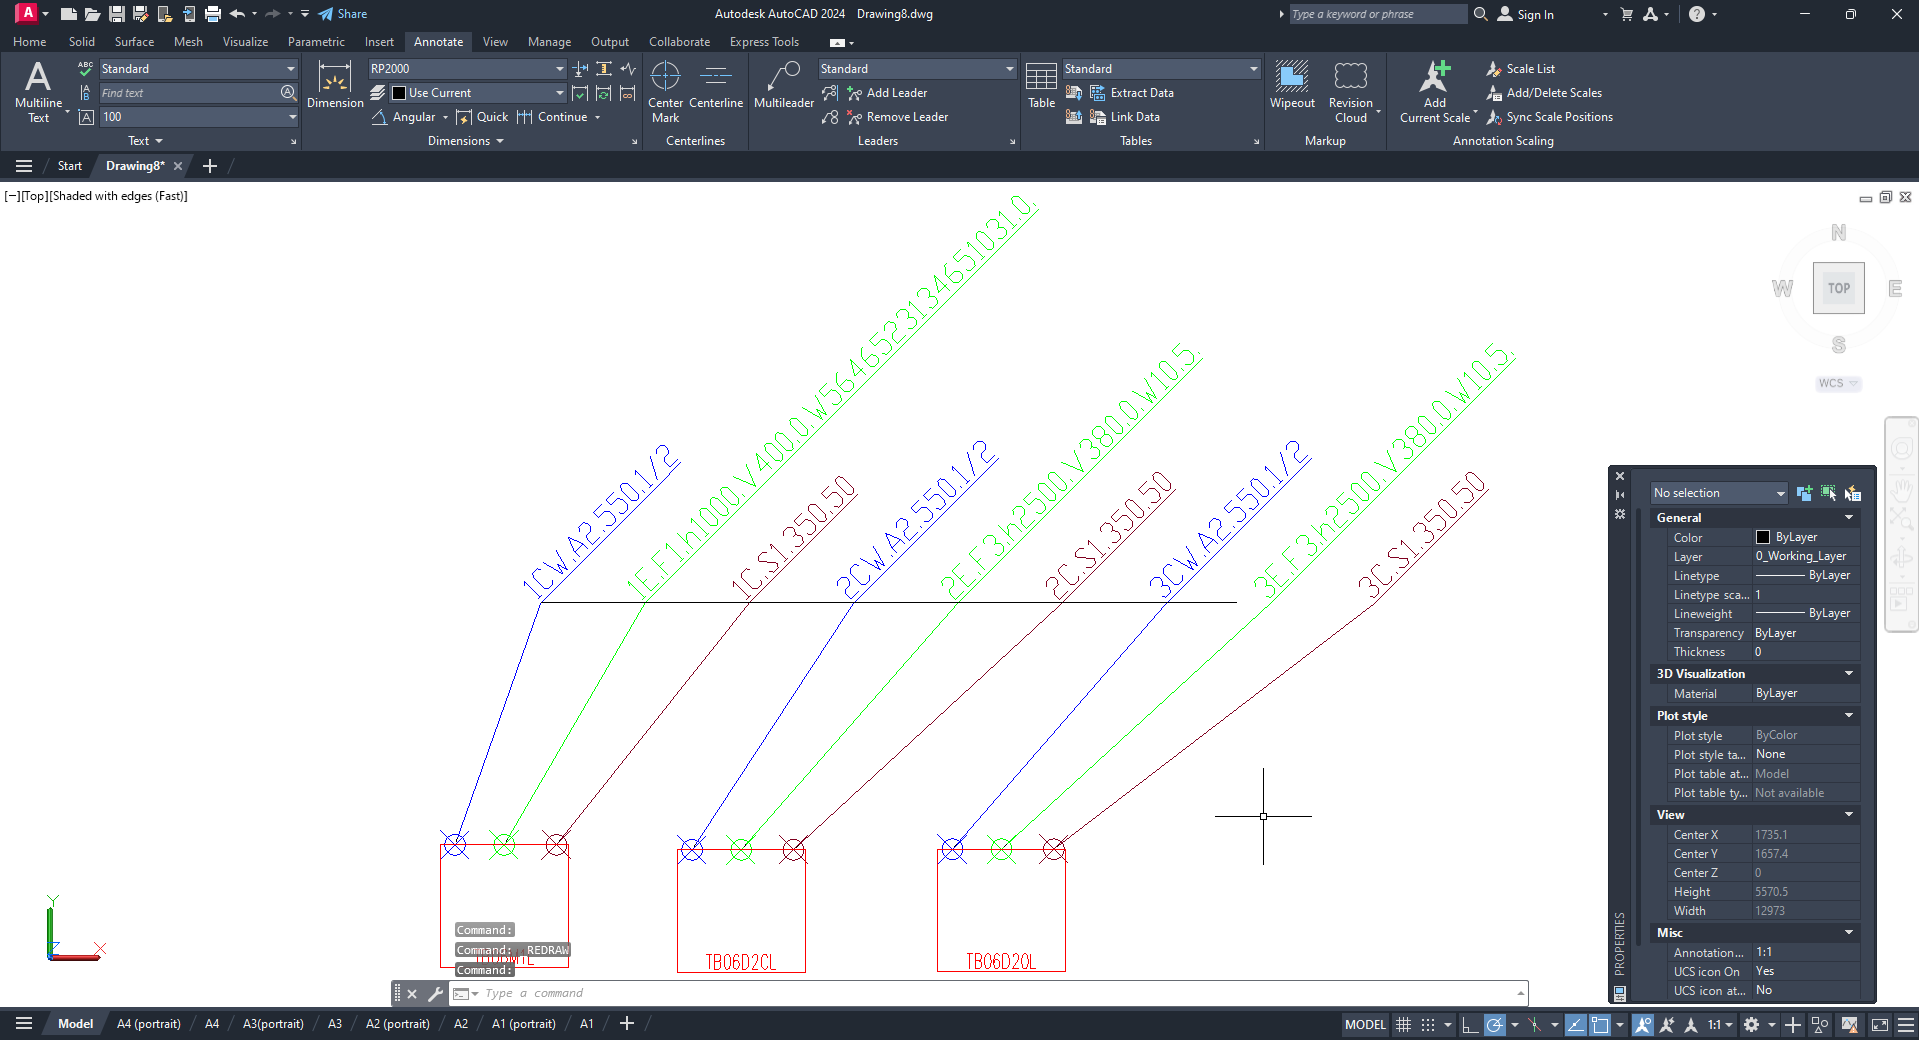 Share
Autodesk AutoCAD 2024 Drawing8.dwg
Type a keyword or phrase
Sign In
Home Solid Surface Mesh Visualize Parametric Insert Annotate View Manage Output Collaborate Express Tools
Multiline Text
ABC Standard
Find text
100
Text
Dimension
RP2000
Use Current
Angular Quick Continue
Dimensions
Center Mark
Centerline
Centerlines
Multileader
Standard
Add Leader
Remove Leader
Leaders
Table
Standard
Extract Data
Link Data
Tables
Wipeout
Revision Cloud
Markup
Add Current Scale
Scale List
Add/Delete Scales
Sync Scale Positions
Annotation Scaling
Start Drawing8*
[−][Top][Shaded with edges (Fast)]
N
W TOP E
S
WCS
1CW.A2.550.1/2
1E.F1.h1000.V400.0.W5646523134651031.0.
1C.S1.350.50
2CW.A2.550.1/2
2E.F3.h2500.V380.0.W10.5.
2C.S1.350.50
3CW.A2.550.1/2
3E.F3.h2500.V380.0.W10.5.
3C.S1.350.50
TB06D2CL
TB06D2OL
Y
X
Z
Command:
Command: REDRAW
Command:
Type a command
No selection
General
Color ByLayer
Layer 0_Working_Layer
Linetype ByLayer
Linetype sca... 1
Lineweight ByLayer
Transparency ByLayer
Thickness 0
3D Visualization
Material ByLayer
Plot style
Plot style ByColor
Plot style ta... None
Plot table at... Model
Plot table ty... Not available
View
Center X 1735.1
Center Y 1657.4
Center Z 0
Height 5570.5
Width 12973
Misc
Annotation... 1:1
UCS icon On Yes
UCS icon at... No
PROPERTIES
Model A4 (portrait) A4 A3(portrait) A3 A2 (portrait) A2 A1 (portrait) A1
MODEL 1:1